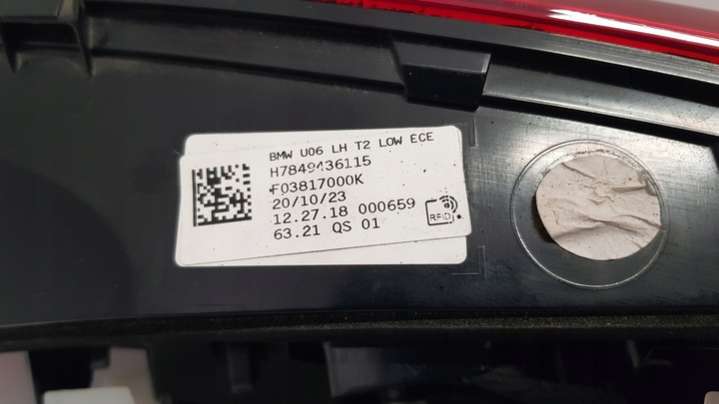 BMW U06 LH T2 LOW ECE
H7849436115
F03817000K
20/10/23
12.27.18 000659
63.21 QS 01
RFID